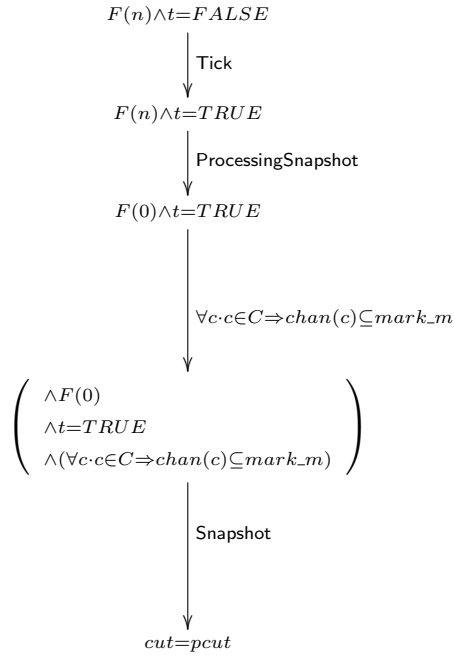 F(n)∧t=FALSE
Tick
F(n)∧t=TRUE
ProcessingSnapshot
F(0)∧t=TRUE
∀c·c∈C⇒chan(c)⊆mark_m
∧F(0)
∧t=TRUE
∧(∀c·c∈C⇒chan(c)⊆mark_m)
Snapshot
cut=pcut